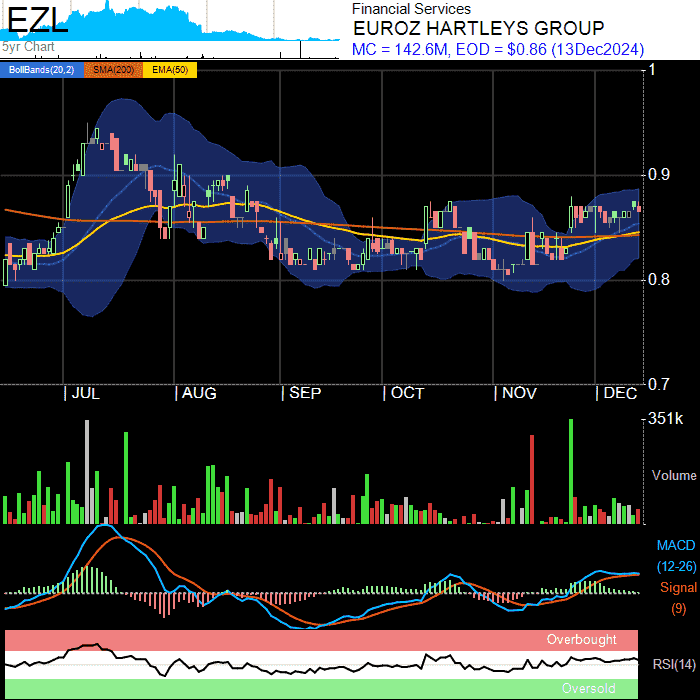 EZL
5yr Chart
Financial Services
EUROZ HARTLEYS GROUP
MC = 142.6M, EOD = $0.86 (13Dec2024)
BollBands(20,2) SMA(200) EMA(50)
1
0.9
0.8
0.7
JUL AUG SEP OCT NOV DEC
351k
Volume
MACD
(12-26)
Signal
(9)
Overbought
RSI(14)
Oversold